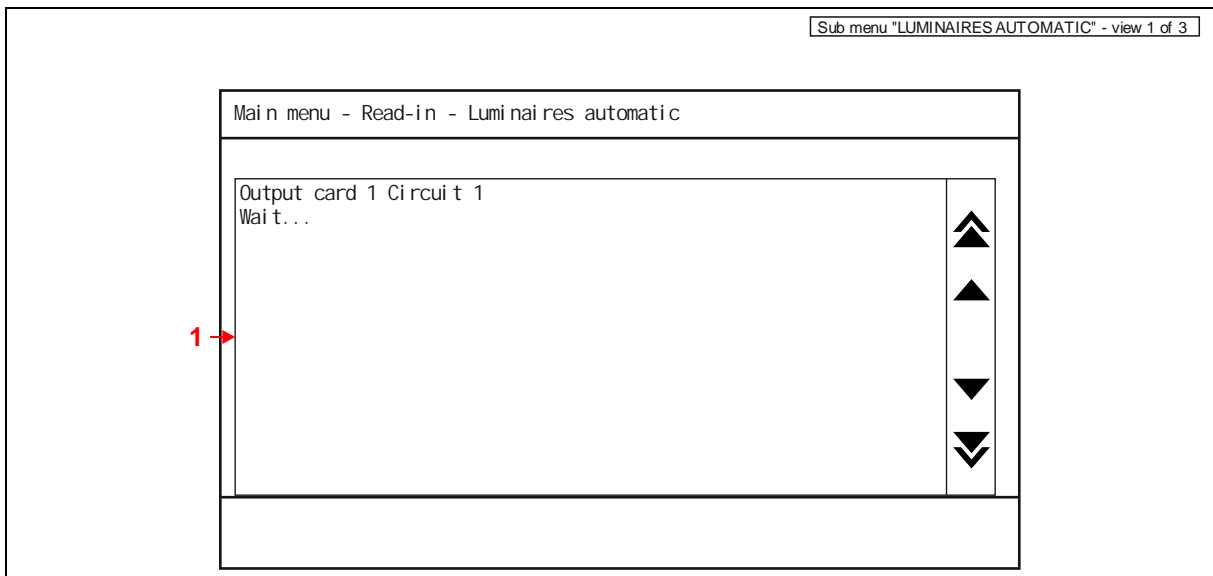 Sub menu "LUMINAIRES AUTOMATIC" - view 1 of 3
Main menu - Read-in - Luminaires automatic
Output card 1 Circuit 1
Wait...
1